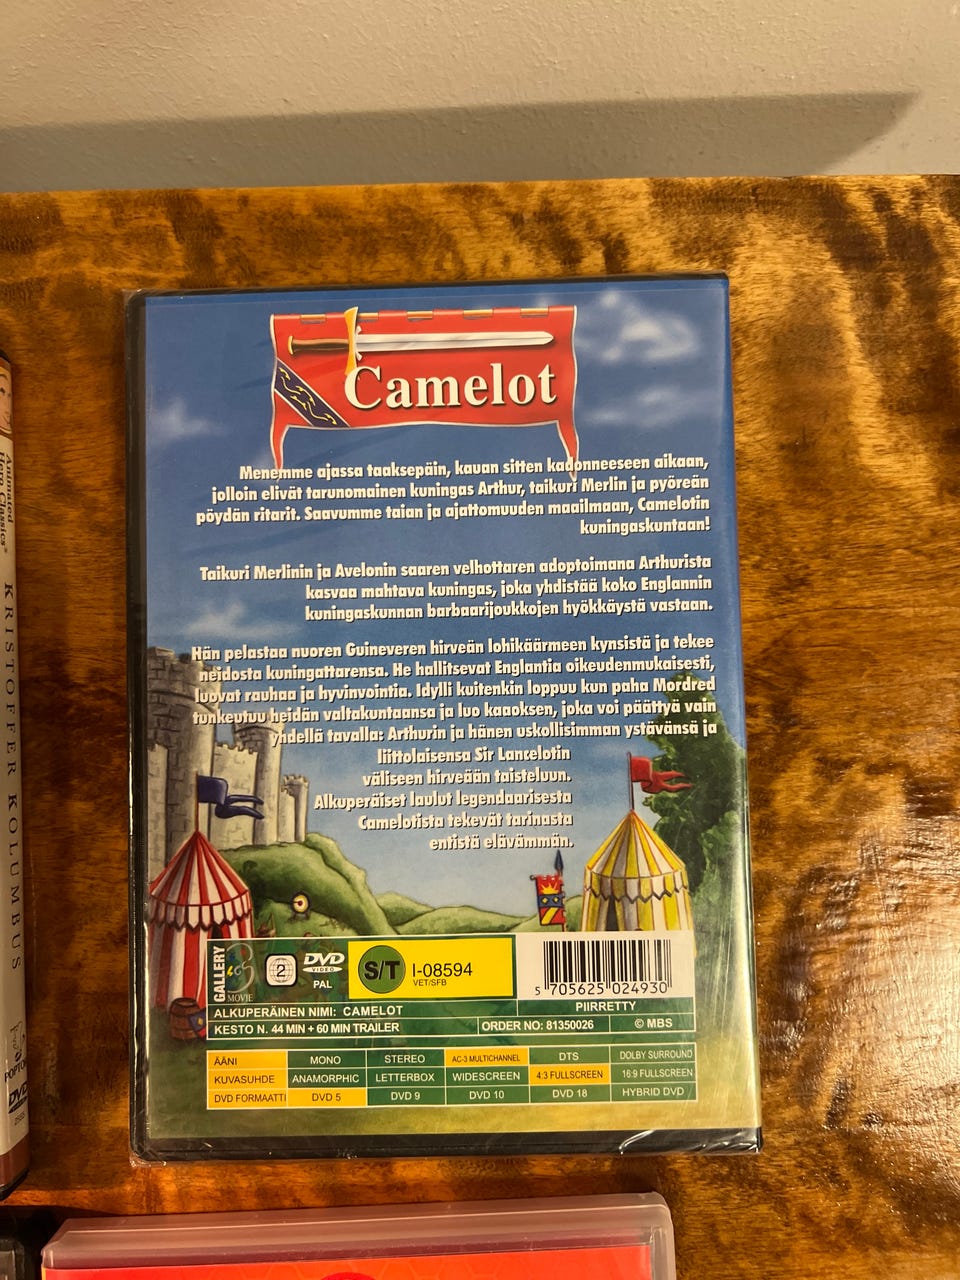 Camelot
Menemme ajassa taaksepäin, kauan sitten kadonneeseen aikaan,
jolloin elivät tarunomainen kuningas Arthur, taikuri Merlin ja pyöreän
pöydän ritarit. Saavumme taian ja ajattomuuden maailmaan, Camelotin
kuningaskuntaan!
Taikuri Merlinin ja Avelonin saaren velhottaren adoptoimana Arthurista
kasvaa mahtava kuningas, joka yhdistää koko Englannin
kuningaskunnan barbaarijoukkojen hyökkäystä vastaan.
Hän pelastaa nuoren Guineveren hirveän lohikäärmeen kynsistä ja tekee
neidosta kuningattarensa. He hallitsevat Englantia oikeudenmukaisesti,
luovat rauhaa ja hyvinvointia. Idylli kuitenkin loppuu kun paha Mordred
tunkeutuu heidän valtakuntaansa ja luo kaaoksen, joka voi päättyä vain
yhdellä tavalla: Arthurin ja hänen uskollisimman ystävänsä ja
liittolaisensa Sir Lancelotin
väliseen hirveään taisteluun.
Alkuperäiset laulut legendaarisesta
Camelotista tekevät tarinasta
entistä elävämmän.
GALLERY
MOVIE
2
DVD
VIDEO
PAL
S/T
I-08594
VET/SFB
5 705625 024930
ALKUPERÄINEN NIMI: CAMELOT
PIIRRETTY
KESTO N. 44 MIN + 60 MIN TRAILER
ORDER NO: 81350026
© MBS
ÄÄNI MONO STEREO AC-3 MULTICHANNEL DTS DOLBY SURROUND
KUVASUHDE ANAMORPHIC LETTERBOX WIDESCREEN 4:3 FULLSCREEN 16:9 FULLSCREEN
DVD FORMAATTI DVD 5 DVD 9 DVD 10 DVD 18 HYBRID DVD
Animated
Hero Classics
KRISTOFFER KOLUMBUS
DVD